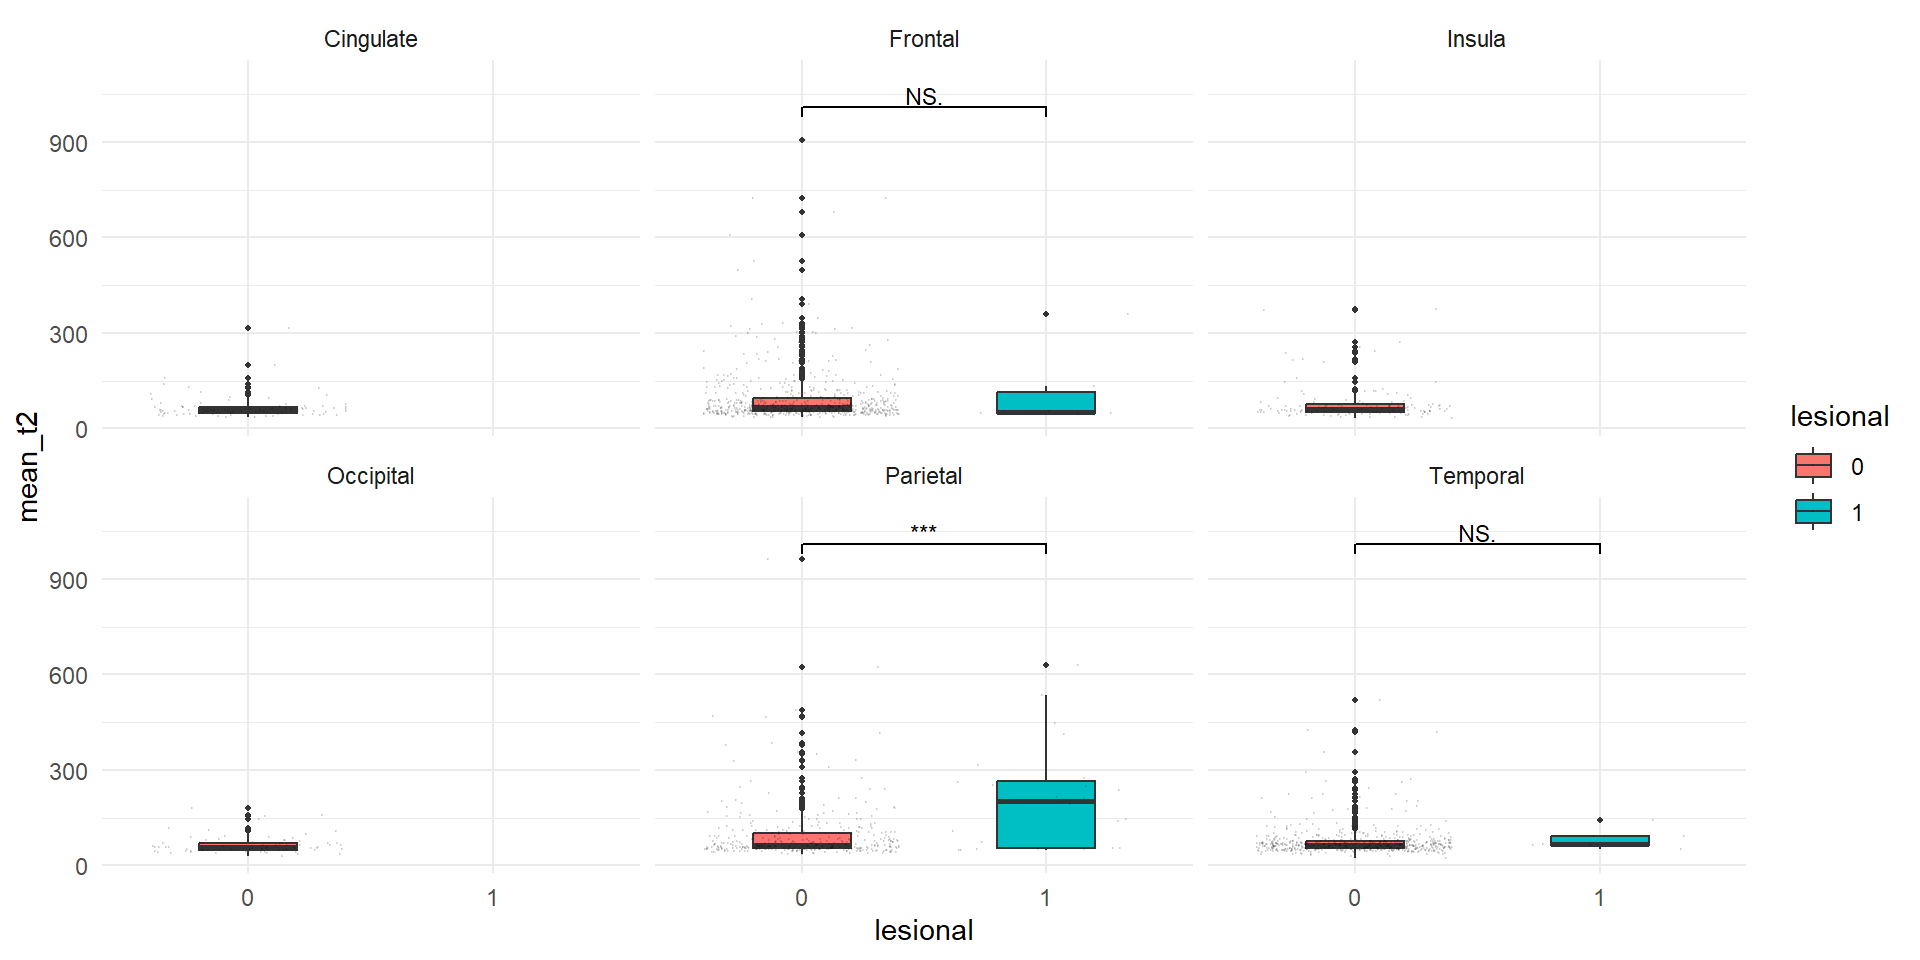 Cingulate
Frontal
Insula
NS.
900
600
300
0
mean_t2
Occipital
Parietal
Temporal
***
NS.
900
600
300
0
0
1
0
1
0
1
lesional
lesional
0
1